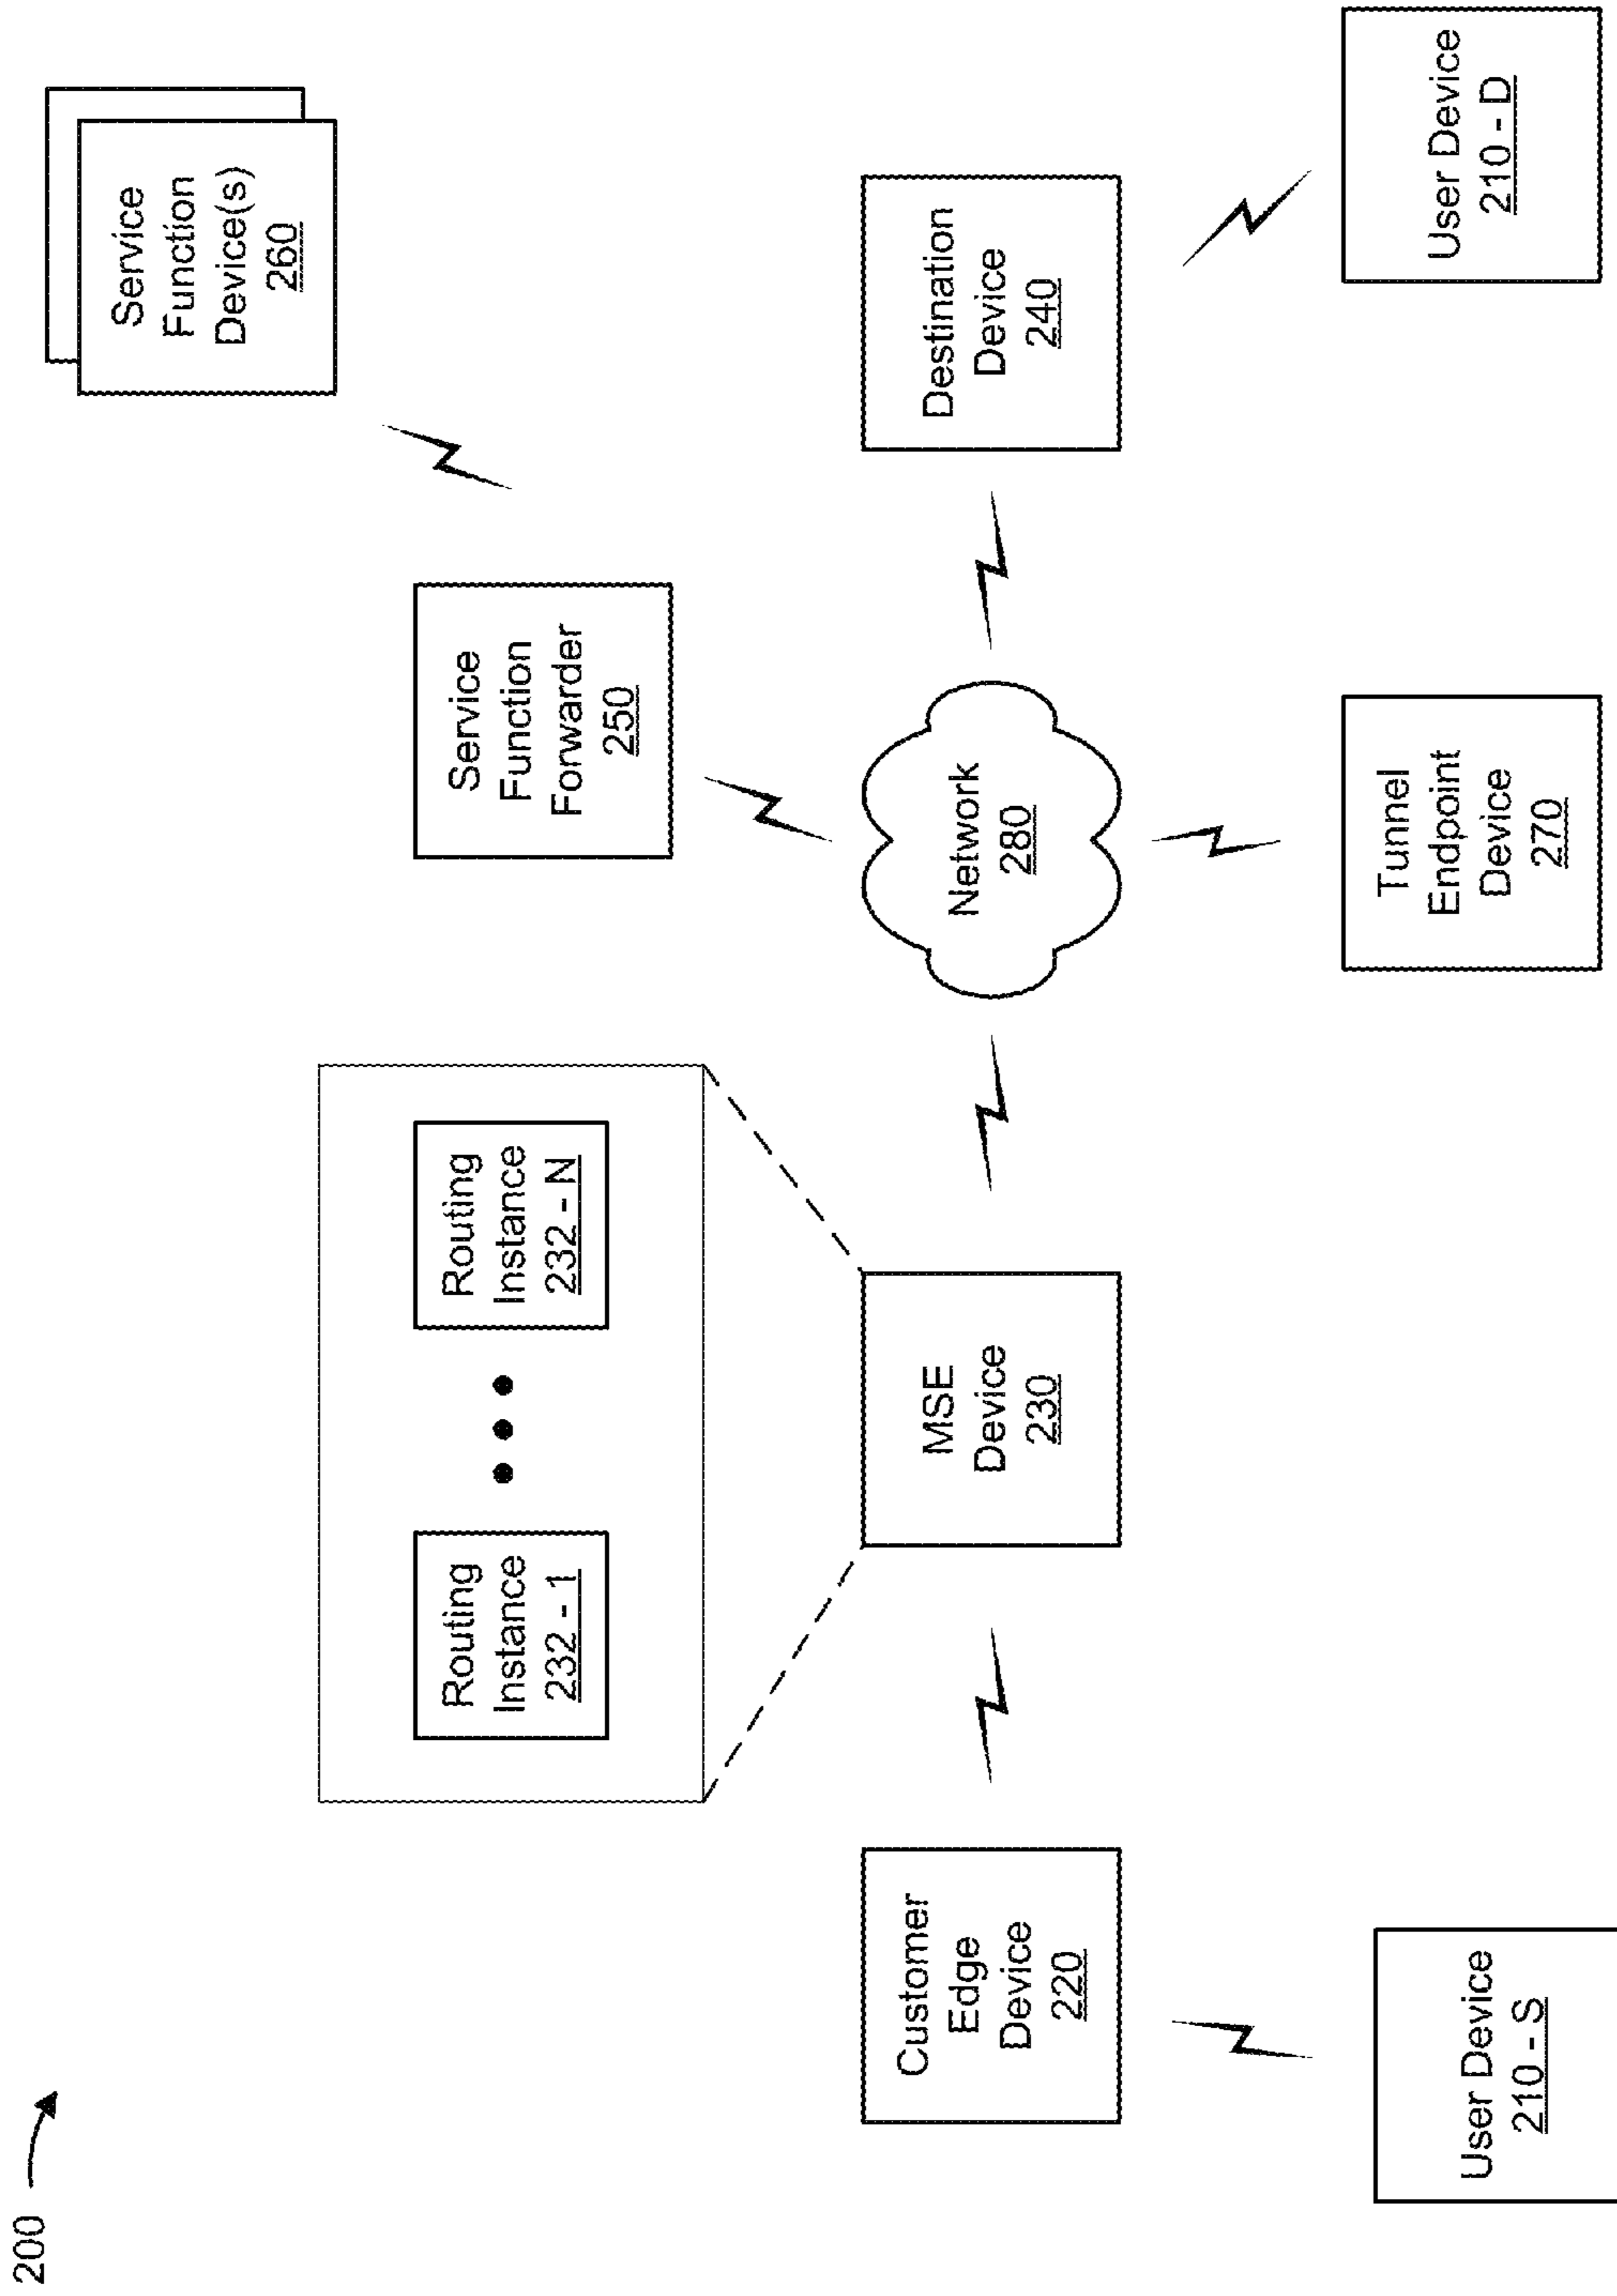 200
Service
Function
Device(s)
260
Service
Function
Forwarder
250
Routing
Instance
232 - 1
Routing
Instance
232 - N
Customer
Edge
Device
220
MSE
Device
230
Network
280
Destination
Device
240
User Device
210 - S
Tunnel
Endpoint
Device
270
User Device
210 - D